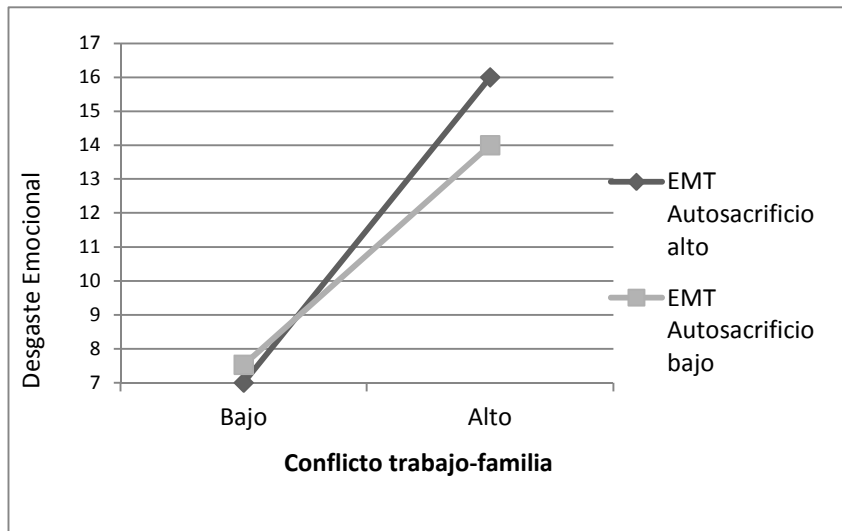 17
16
15
14
13
12
11
10
9
8
7
Desgaste Emocional
Bajo
Alto
Conflicto trabajo-familia
EMT
Autosacrificio
alto
EMT
Autosacrificio
bajo